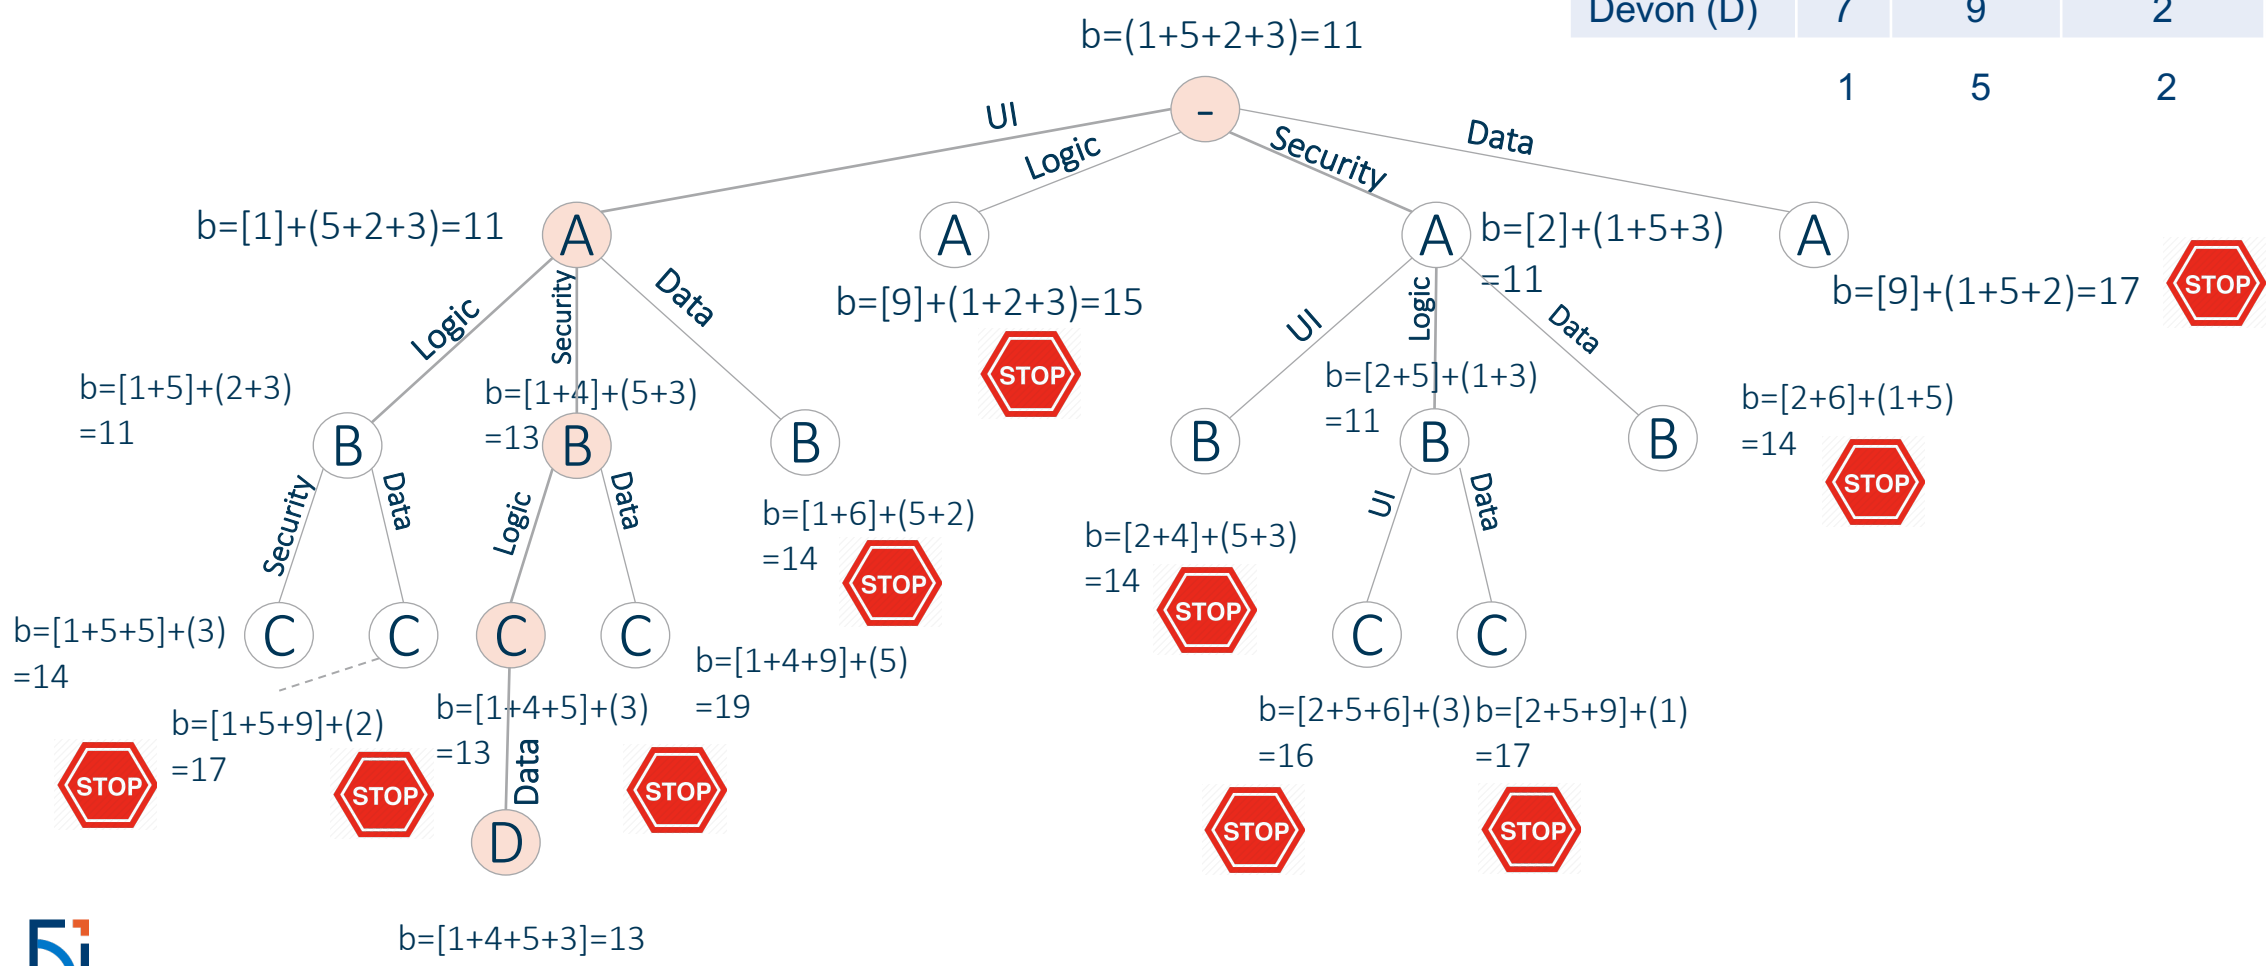 Devon (D) 7 9 2
b=(1+5+2+3)=11
1 5 2
-
UI
Logic
Security
Data
b=[1]+(5+2+3)=11
A
A
A
b=[2]+(1+5+3)
=11
A
b=[9]+(1+2+3)=15
b=[9]+(1+5+2)=17
STOP
STOP
Logic
Security
Data
UI
Logic
Data
b=[1+5]+(2+3)
=11
b=[1+4]+(5+3)
=13
b=[2+5]+(1+3)
=11
b=[2+6]+(1+5)
=14
B
B
B
B
B
B
STOP
Security
Data
Logic
Data
UI
Data
b=[1+6]+(5+2)
=14
STOP
b=[2+4]+(5+3)
=14
STOP
b=[1+5+5]+(3)
=14
C
C
C
C
C
C
b=[1+5+9]+(2)
=17
b=[1+4+5]+(3)
=13
b=[1+4+9]+(5)
=19
b=[2+5+6]+(3)
=16
b=[2+5+9]+(1)
=17
STOP
STOP
Data
STOP
STOP
STOP
D
b=[1+4+5+3]=13